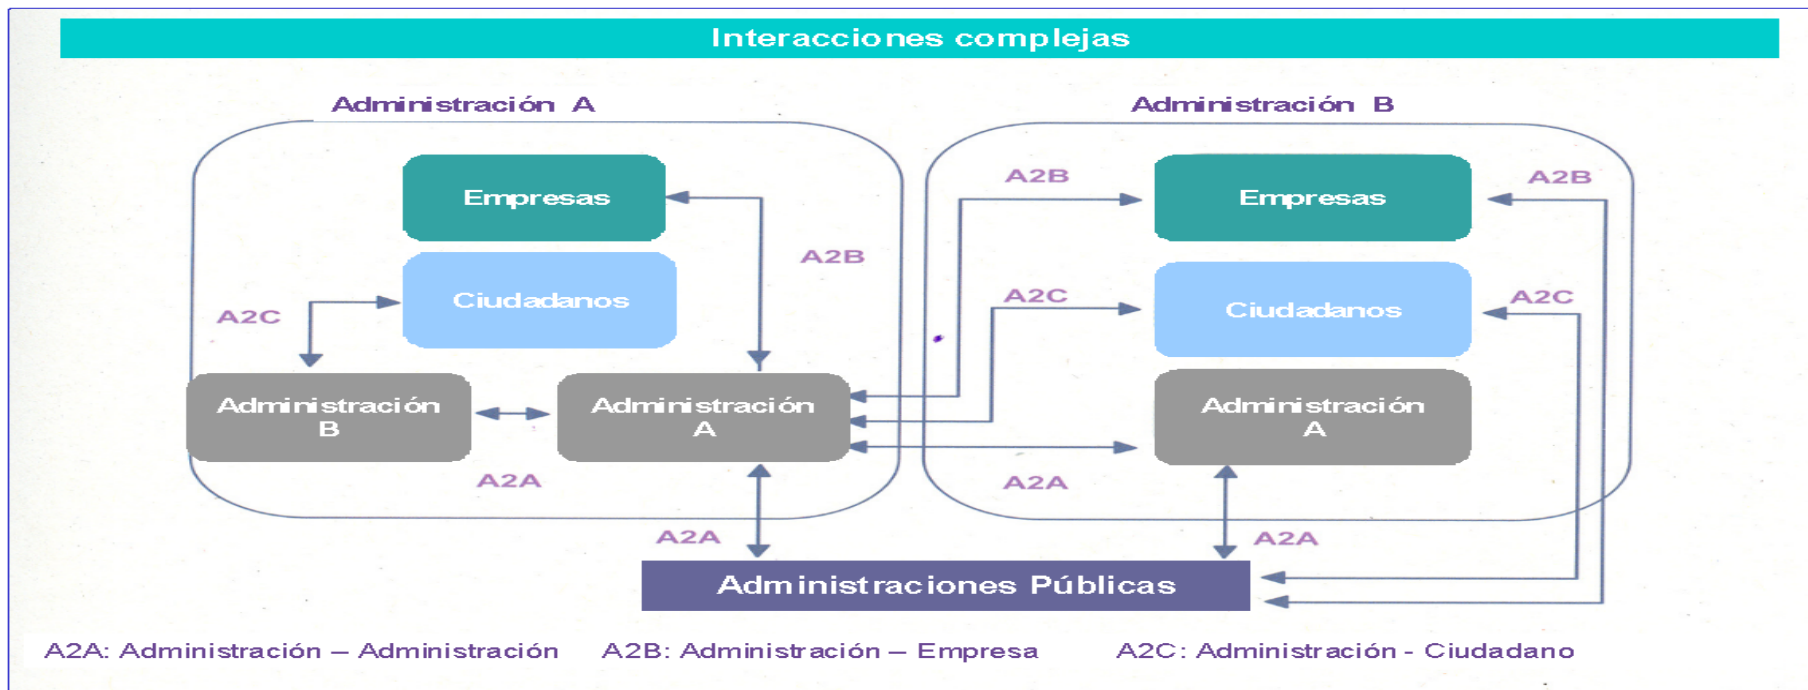 Interacciones complejas
Administración A
Administración B
Empresas
A2B
Ciudadanos
A2C
Administración
B
Administración
A
A2A
A2B
Empresas
A2B
A2C
Ciudadanos
A2C
Administración
A
A2A
A2A
A2A
Administraciones Públicas
A2A: Administración – Administración
A2B: Administración – Empresa
A2C: Administración - Ciudadano